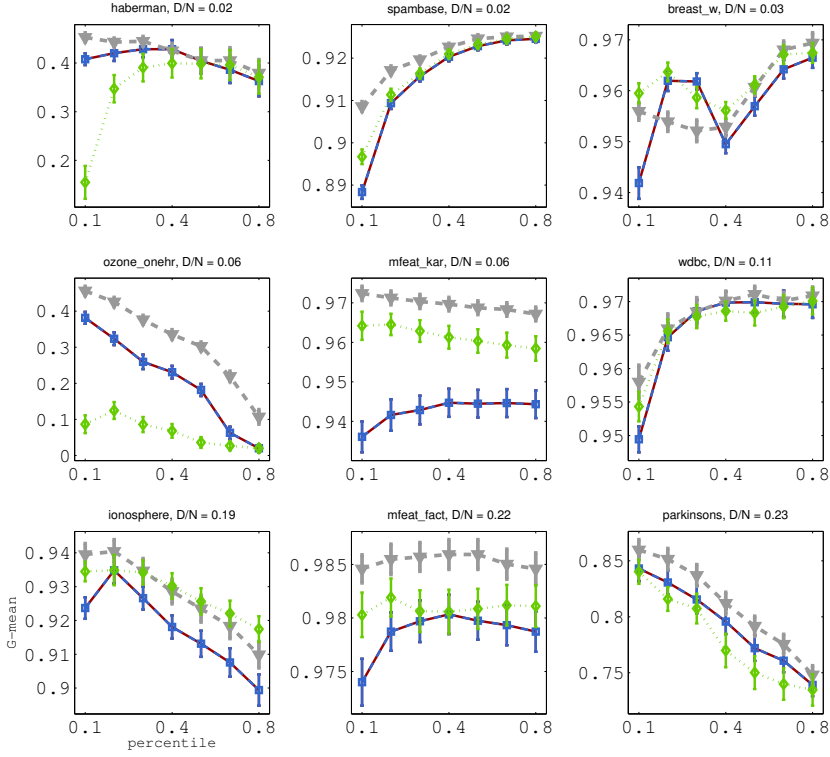 haberman, D/N = 0.02
0.4
0.3
0.2
0.1 0.4 0.8
spambase, D/N = 0.02
0.92
0.91
0.9
0.89
0.1 0.4 0.8
breast_w, D/N = 0.03
0.97
0.96
0.95
0.94
0.1 0.4 0.8
ozone_onehr, D/N = 0.06
0.4
0.3
0.2
0.1
0
0.1 0.4 0.8
mfeat_kar, D/N = 0.06
0.97
0.96
0.95
0.94
0.1 0.4 0.8
wdbc, D/N = 0.11
0.97
0.965
0.96
0.955
0.95
0.1 0.4 0.8
ionosphere, D/N = 0.19
0.94
0.93
0.92
0.91
0.9
G-mean
0.1 0.4 0.8
percentile
mfeat_fact, D/N = 0.22
0.985
0.98
0.975
0.1 0.4 0.8
parkinsons, D/N = 0.23
0.85
0.8
0.75
0.1 0.4 0.8